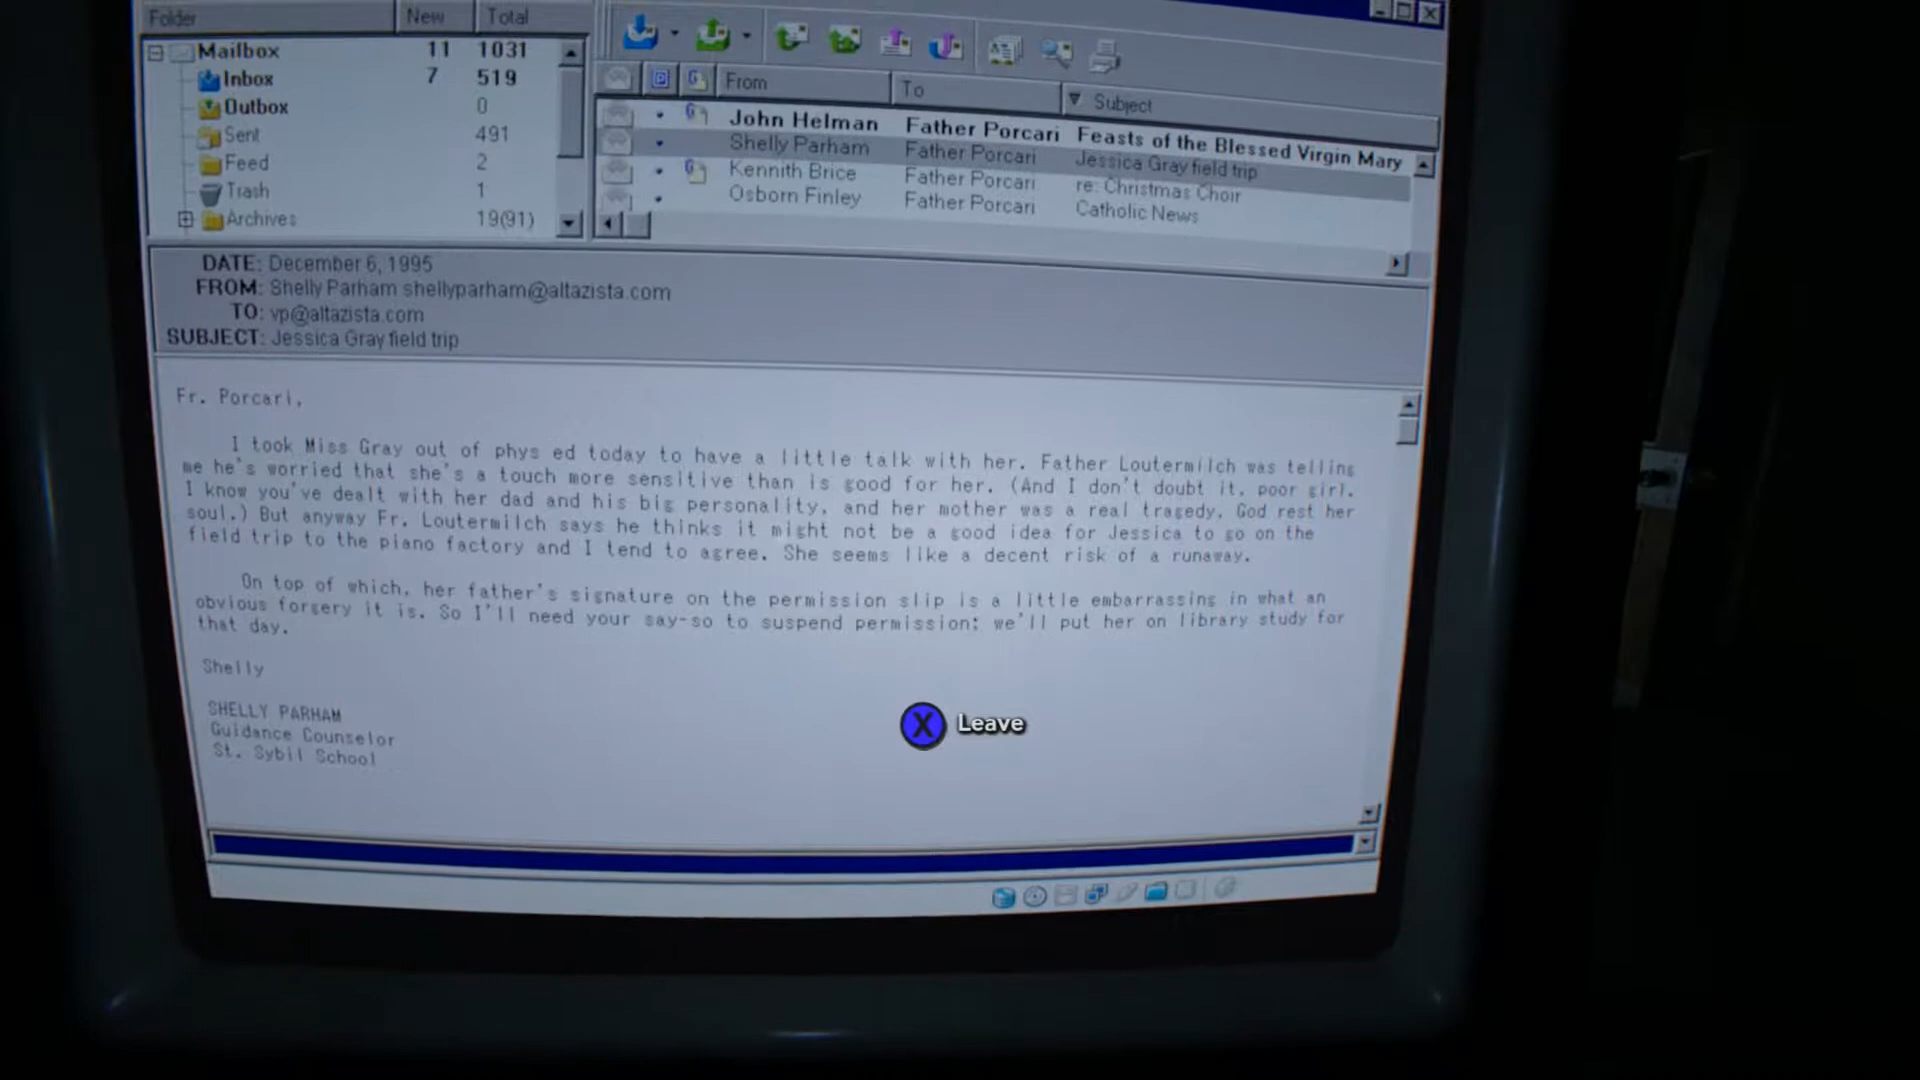 Folder New Total
Mailbox 11 1031
Inbox 7 519
Outbox 0
Sent 491
Feed 2
Trash 1
Archives 19(91)
From To Subject
John Helman Father Porcari Feasts of the Blessed Virgin Mary
Shelly Parham Father Porcari Jessica Gray field trip
Kennith Brice Father Porcari re: Christmas Choir
Osborn Finley Father Porcari Catholic News
DATE: December 6, 1995
FROM: Shelly Parham shellyparham@altazista.com
TO: vp@altazista.com
SUBJECT: Jessica Gray field trip
Fr. Porcari,
I took Miss Gray out of phys ed today to have a little talk with her. Father Loutermilch was telling
me he's worried that she's a touch more sensitive than is good for her. (And I don't doubt it, poor girl.
I know you've dealt with her dad and his big personality, and her mother was a real tragedy, God rest her
soul.) But anyway Fr. Loutermilch says he thinks it might not be a good idea for Jessica to go on the
field trip to the piano factory and I tend to agree. She seems like a decent risk of a runaway.
On top of which, her father's signature on the permission slip is a little embarrassing in what an
obvious forgery it is. So I'll need your say-so to suspend permission; we'll put her on library study for
that day.
Shelly
SHELLY PARHAM
Guidance Counselor
St. Sybil School
X Leave